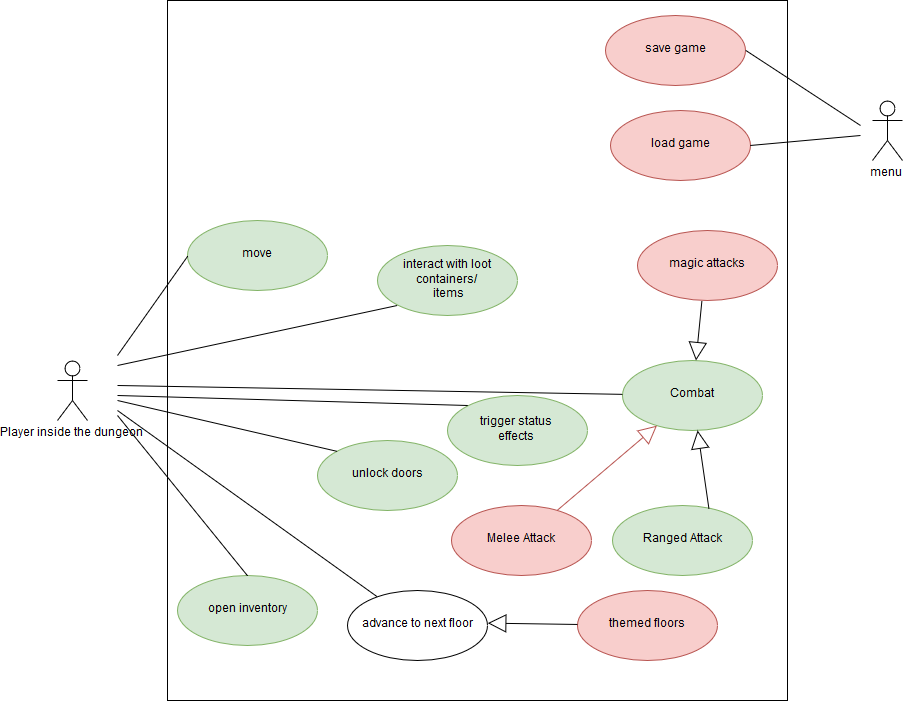 save game
load game
menu
move
interact with loot
containers/
items
magic attacks
Player inside the dungeon
Combat
trigger status
effects
unlock doors
Melee Attack
Ranged Attack
open inventory
advance to next floor
themed floors